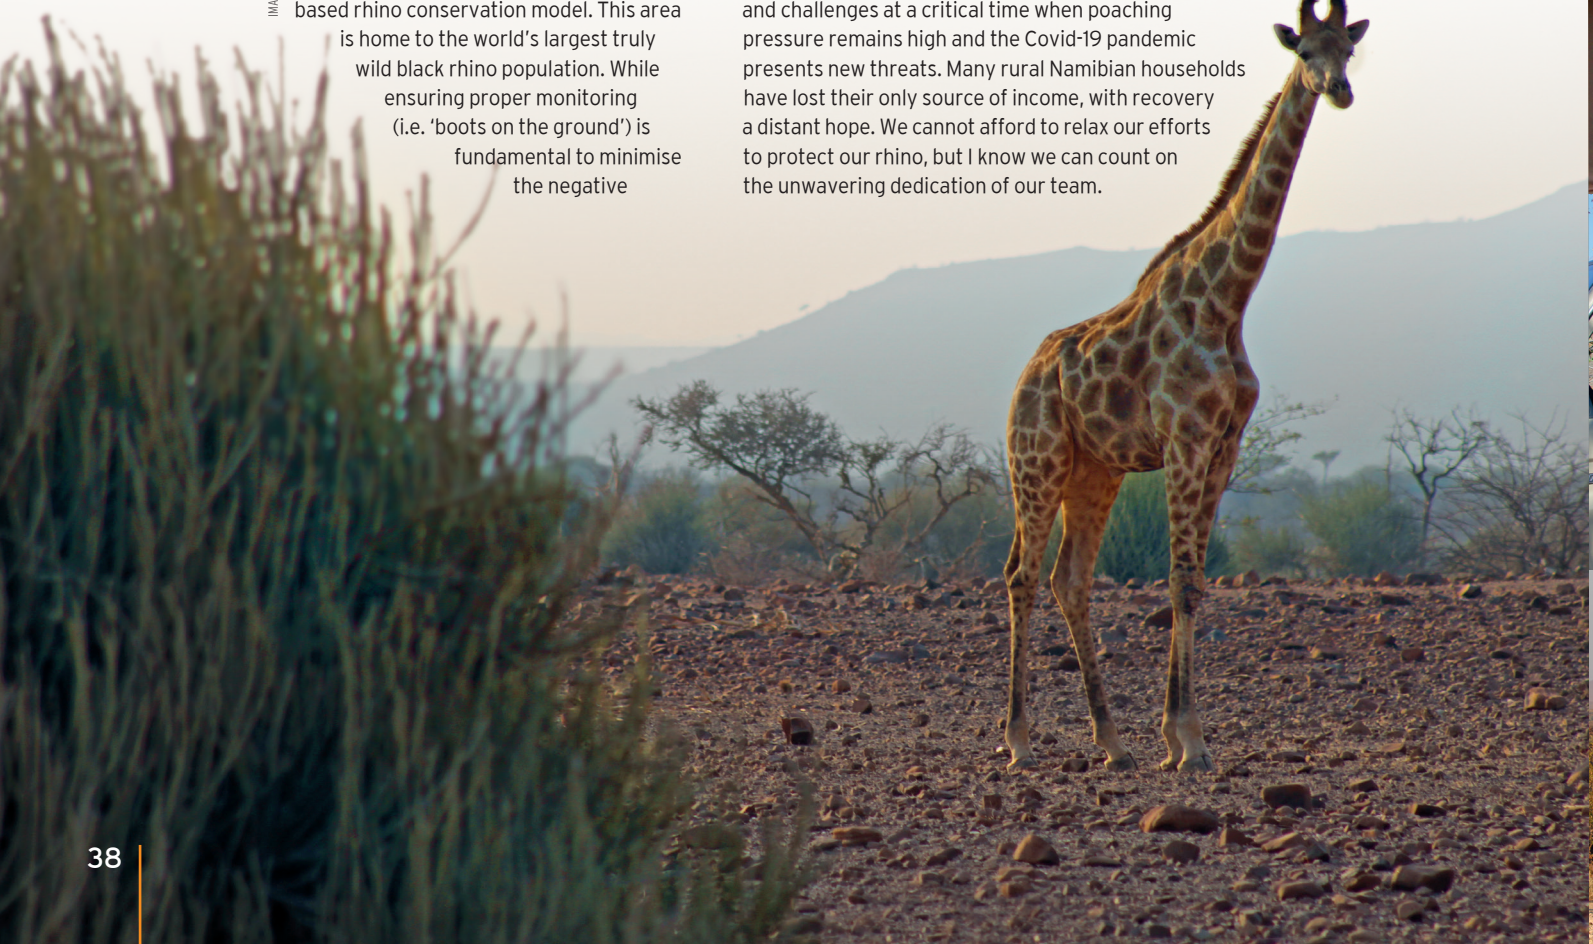 based rhino conservation model. This area
is home to the world's largest truly
wild black rhino population. While
ensuring proper monitoring
(i.e. ‘boots on the ground’) is
fundamental to minimise
the negative
and challenges at a critical time when poaching
pressure remains high and the Covid-19 pandemic
presents new threats. Many rural Namibian households
have lost their only source of income, with recovery
a distant hope. We cannot afford to relax our efforts
to protect our rhino, but I know we can count on
the unwavering dedication of our team.
38